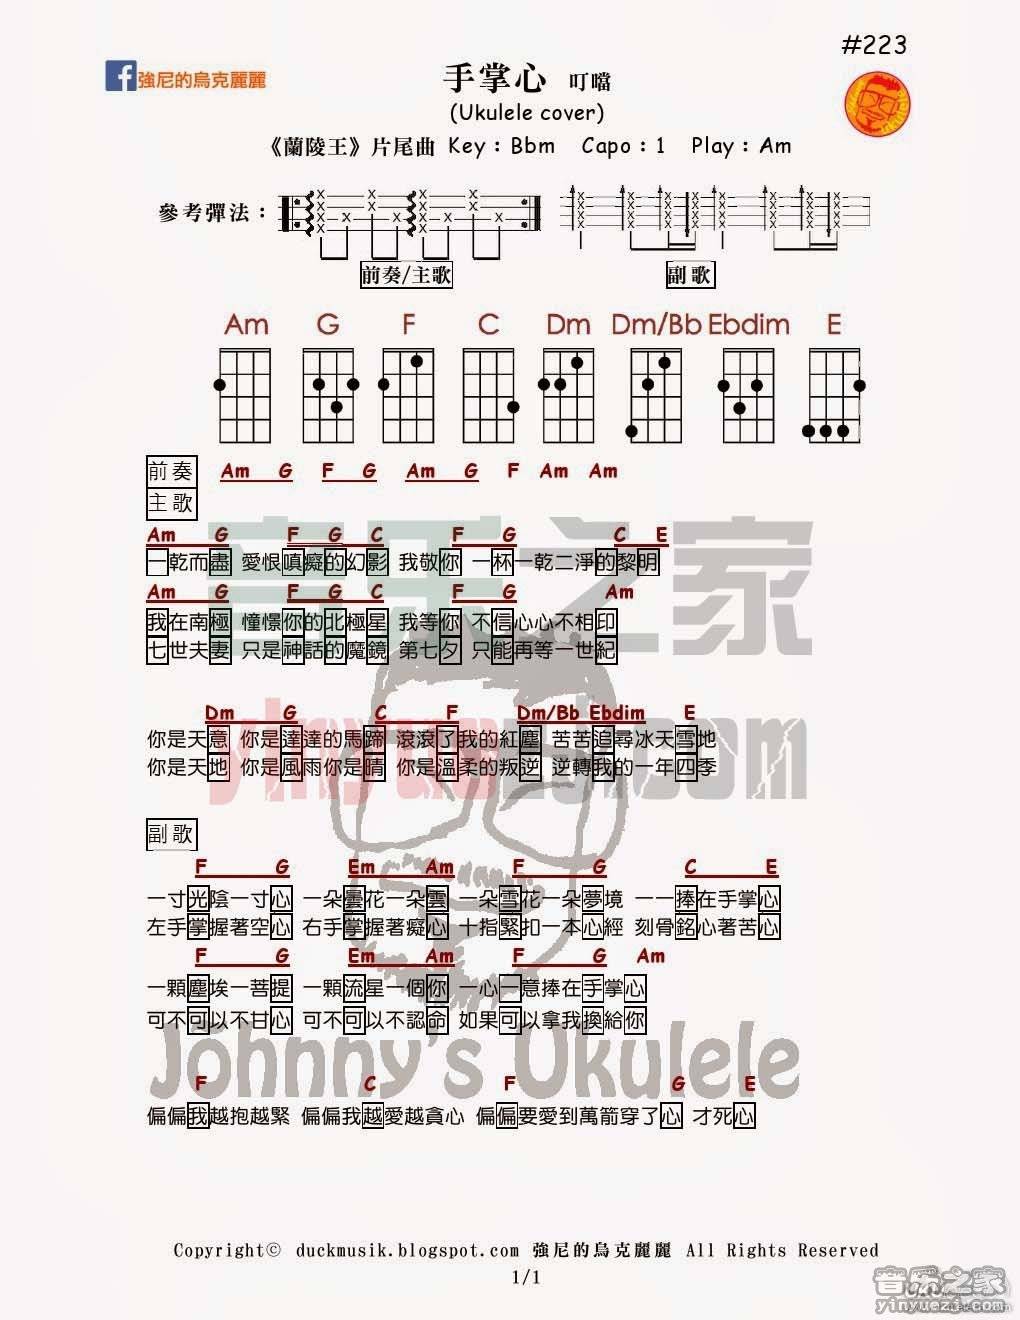 #223
強尼的烏克麗麗
手掌心 叮噹
(Ukulele cover)
《蘭陵王》片尾曲 Key：Bbm Capo：1 Play：Am
參考彈法：
前奏/主歌 副歌
Am G F C Dm Dm/Bb Ebdim E
前奏 Am G F G Am G F Am Am
主歌
Am G F G C F G C E
一乾而盡 愛恨嗔癡的幻影 我敬你 一杯一乾二淨的黎明
Am G F G C F G Am
我在南極 憧憬你的北極星 我等你 不信心心不相印
七世夫妻 只是神話的魔鏡 第七夕 只能再等一世紀
Dm G C F Dm/Bb Ebdim E
你是天意 你是達達的馬蹄 滾滾了我的紅塵 苦苦追尋冰天雪地
你是天地 你是風雨你是晴 你是溫柔的叛逆 逆轉我的一年四季
副歌
F G Em Am F G C E
一寸光陰一寸心 一朵曇花一朵雲 一朵雪花一朵夢境 一一捧在手掌心
左手掌握著空心 右手掌握著癡心 十指緊扣一本心經 刻骨銘心著苦心
F G Em Am F G Am
一顆塵埃一菩提 一顆流星一個你 一心一意捧在手掌心
可不可以不甘心 可不可以不認命 如果可以拿我換給你
F C F G E
偏偏我越抱越緊 偏偏我越愛越貪心 偏偏要愛到萬箭穿了心 才死心
音乐之家
yinyuezj.com
Johnny's Ukulele
Copyright© duckmusik.blogspot.com 強尼的烏克麗麗 All Rights Reserved
1/1
音乐之家
yinyuezj.com